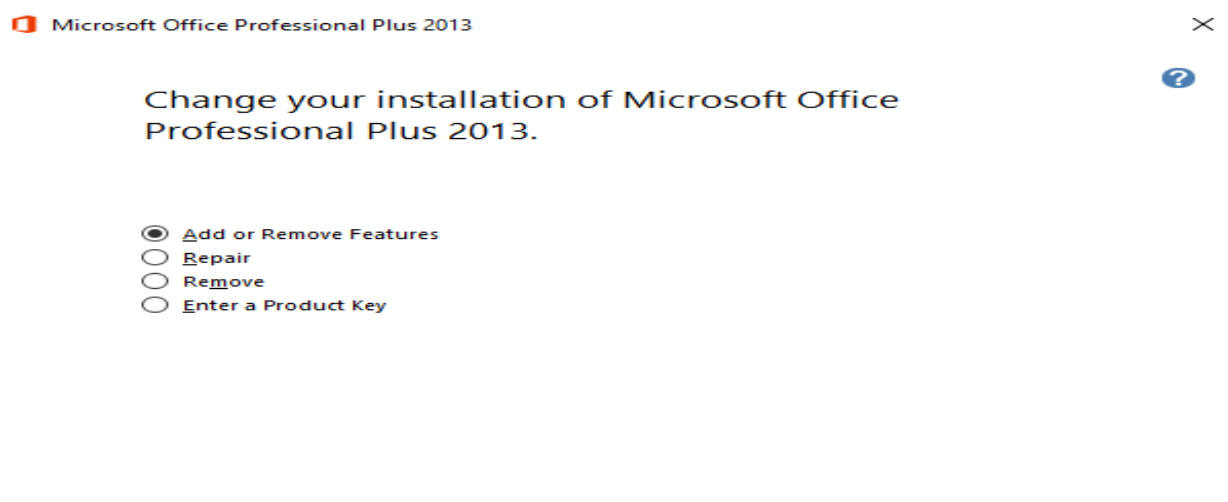 Microsoft Office Professional Plus 2013
?
Change your installation of Microsoft Office
Professional Plus 2013.
Add or Remove Features
Repair
Remove
Enter a Product Key